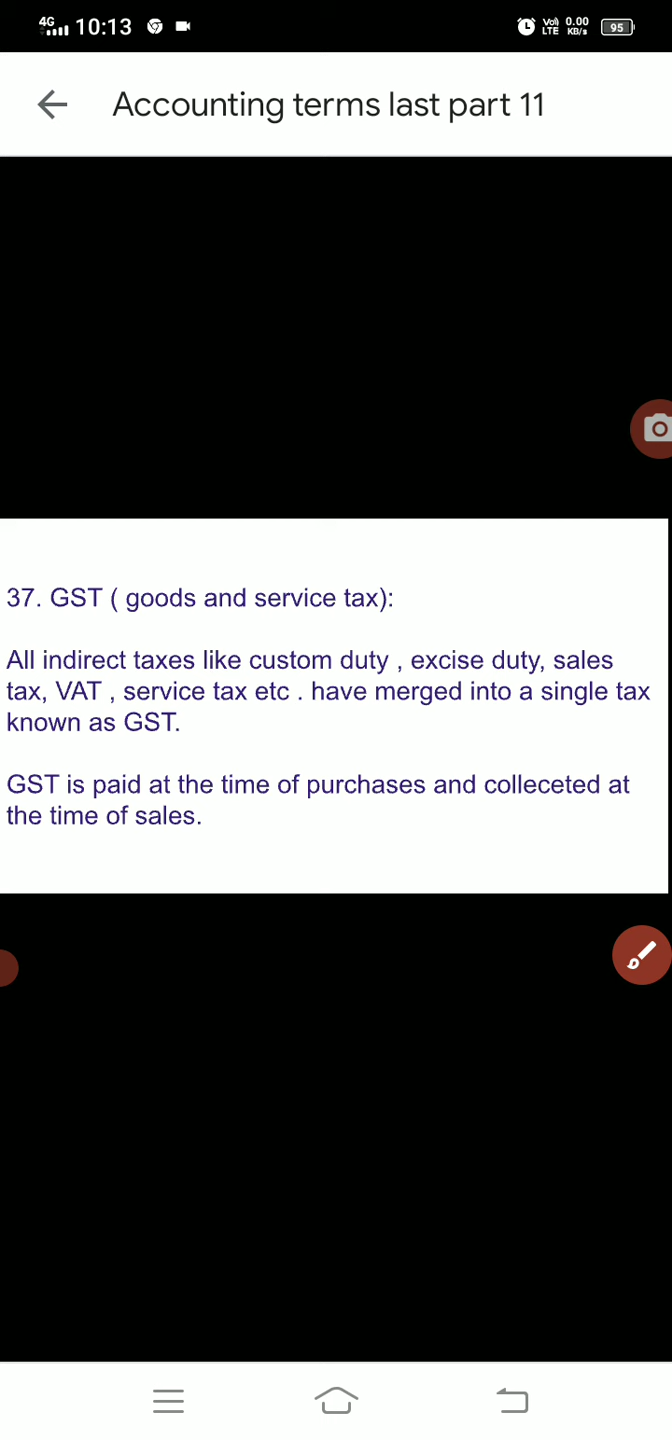 4G 10:13 Vo) LTE 0.00 KB/s 95
Accounting terms last part 11
37. GST ( goods and service tax):
All indirect taxes like custom duty , excise duty, sales
tax, VAT , service tax etc . have merged into a single tax
known as GST.
GST is paid at the time of purchases and colleceted at
the time of sales.